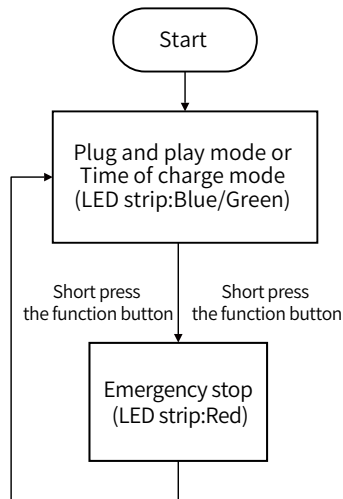 Start
Plug and play mode or
Time of charge mode
(LED strip:Blue/Green)
Short press
the function button
Short press
the function button
Emergency stop
(LED strip:Red)